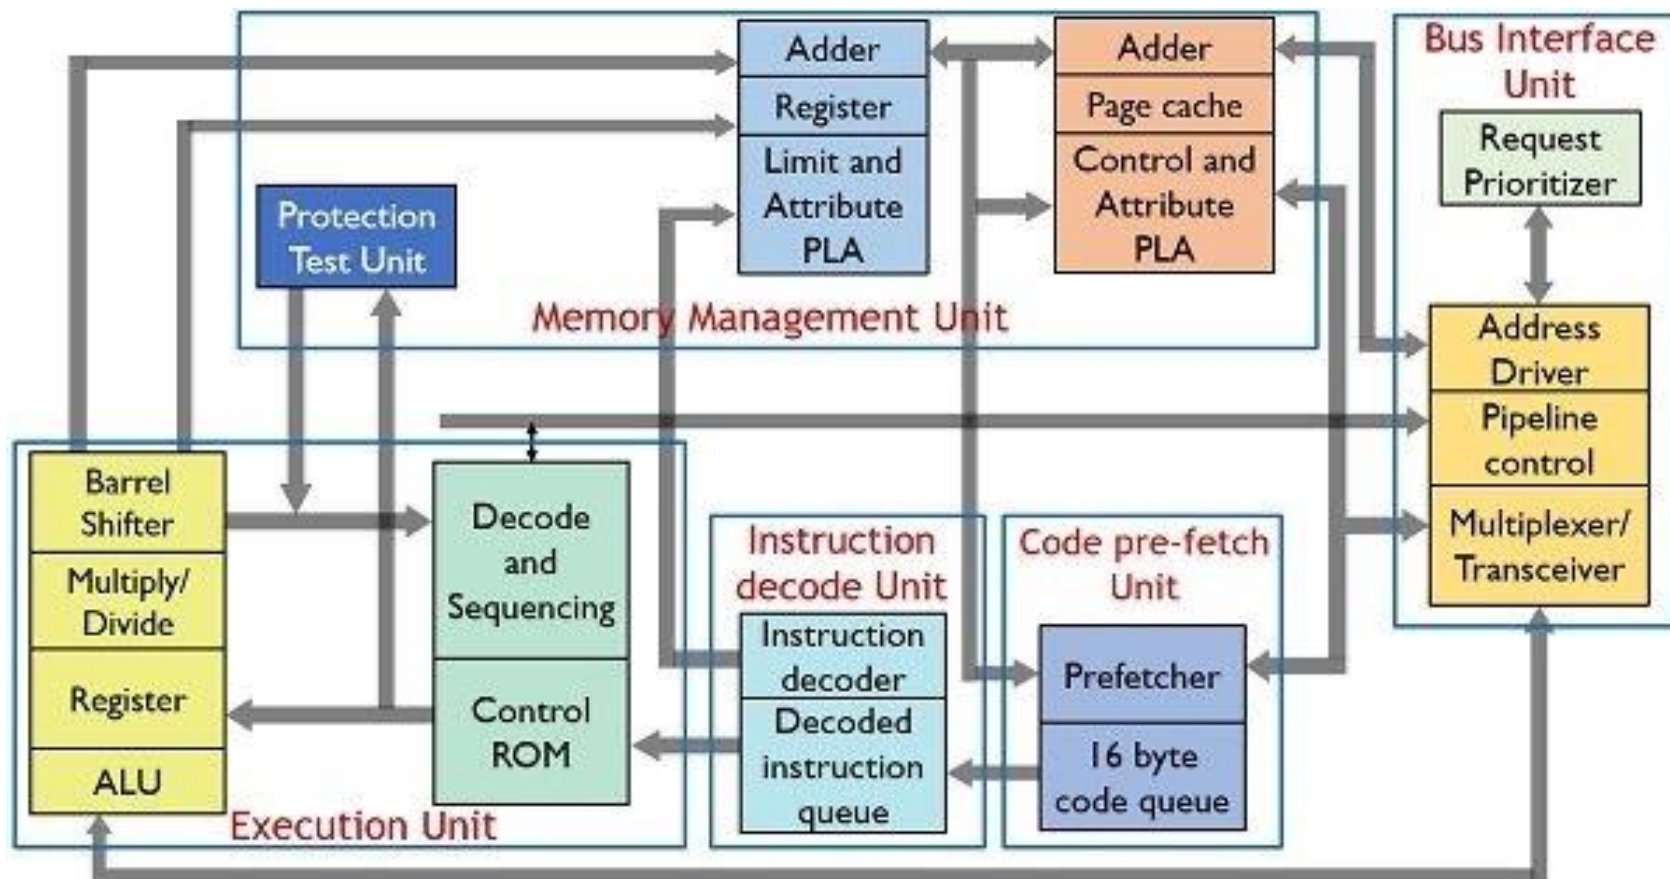 Adder
Register
Limit and
Attribute
PLA
Adder
Page cache
Control and
Attribute
PLA
Protection
Test Unit
Memory Management Unit
Bus Interface
Unit
Request
Prioritizer
Address
Driver
Pipeline
control
Multiplexer/
Transceiver
Barrel
Shifter
Multiply/
Divide
Register
ALU
Decode
and
Sequencing
Control
ROM
Execution Unit
Instruction
decode Unit
Instruction
decoder
Decoded
instruction
queue
Code pre-fetch
Unit
Prefetcher
16 byte
code queue